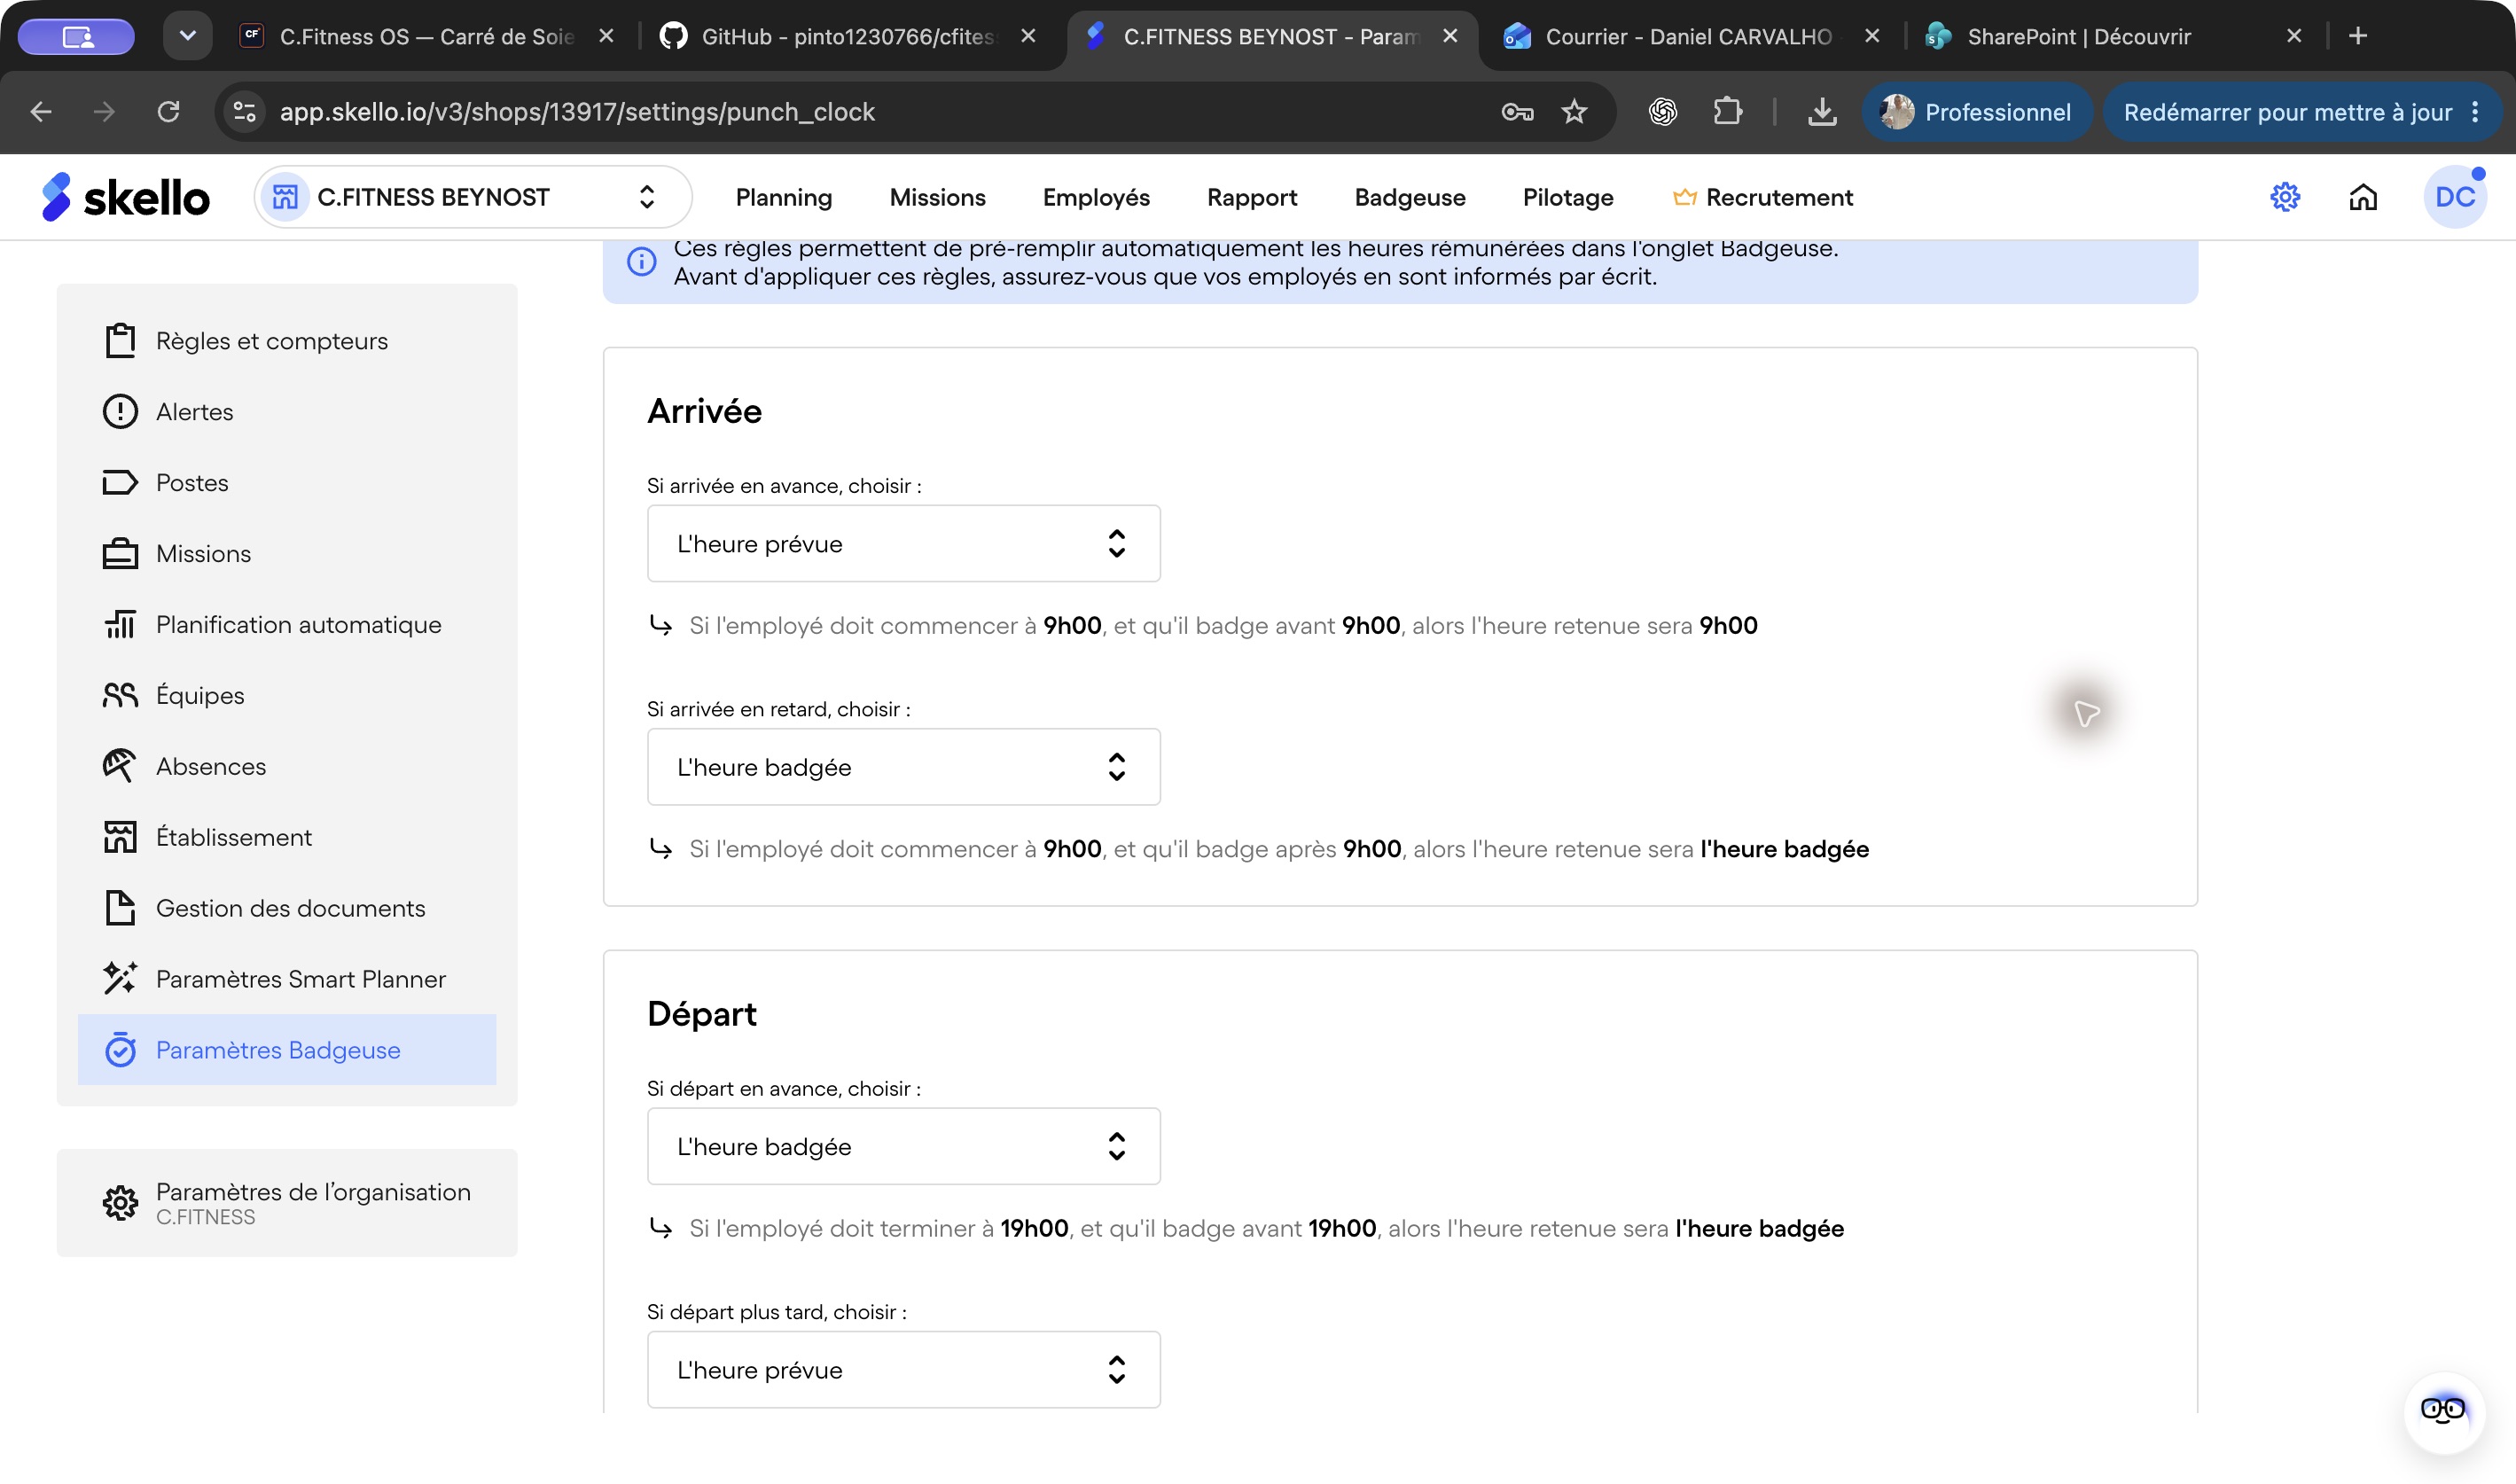 C.Fitness OS — Carré de Soie
GitHub - pinto1230766/cfites
C.FITNESS BEYNOST - Param
Courrier - Daniel CARVALHO
SharePoint | Découvrir
app.skello.io/v3/shops/13917/settings/punch_clock
Professionnel
Redémarrer pour mettre à jour
skello
C.FITNESS BEYNOST
Planning
Missions
Employés
Rapport
Badgeuse
Pilotage
Recrutement
DC
Ces règles permettent de pré-remplir automatiquement les heures rémunérées dans l'onglet Badgeuse.
Avant d'appliquer ces règles, assurez-vous que vos employés en sont informés par écrit.
Règles et compteurs
Alertes
Postes
Missions
Planification automatique
Équipes
Absences
Établissement
Gestion des documents
Paramètres Smart Planner
Paramètres Badgeuse
Paramètres de l’organisation
C.FITNESS
Arrivée
Si arrivée en avance, choisir :
L'heure prévue
Si l'employé doit commencer à 9h00, et qu'il badge avant 9h00, alors l'heure retenue sera 9h00
Si arrivée en retard, choisir :
L'heure badgée
Si l'employé doit commencer à 9h00, et qu'il badge après 9h00, alors l'heure retenue sera l'heure badgée
Départ
Si départ en avance, choisir :
L'heure badgée
Si l'employé doit terminer à 19h00, et qu'il badge avant 19h00, alors l'heure retenue sera l'heure badgée
Si départ plus tard, choisir :
L'heure prévue